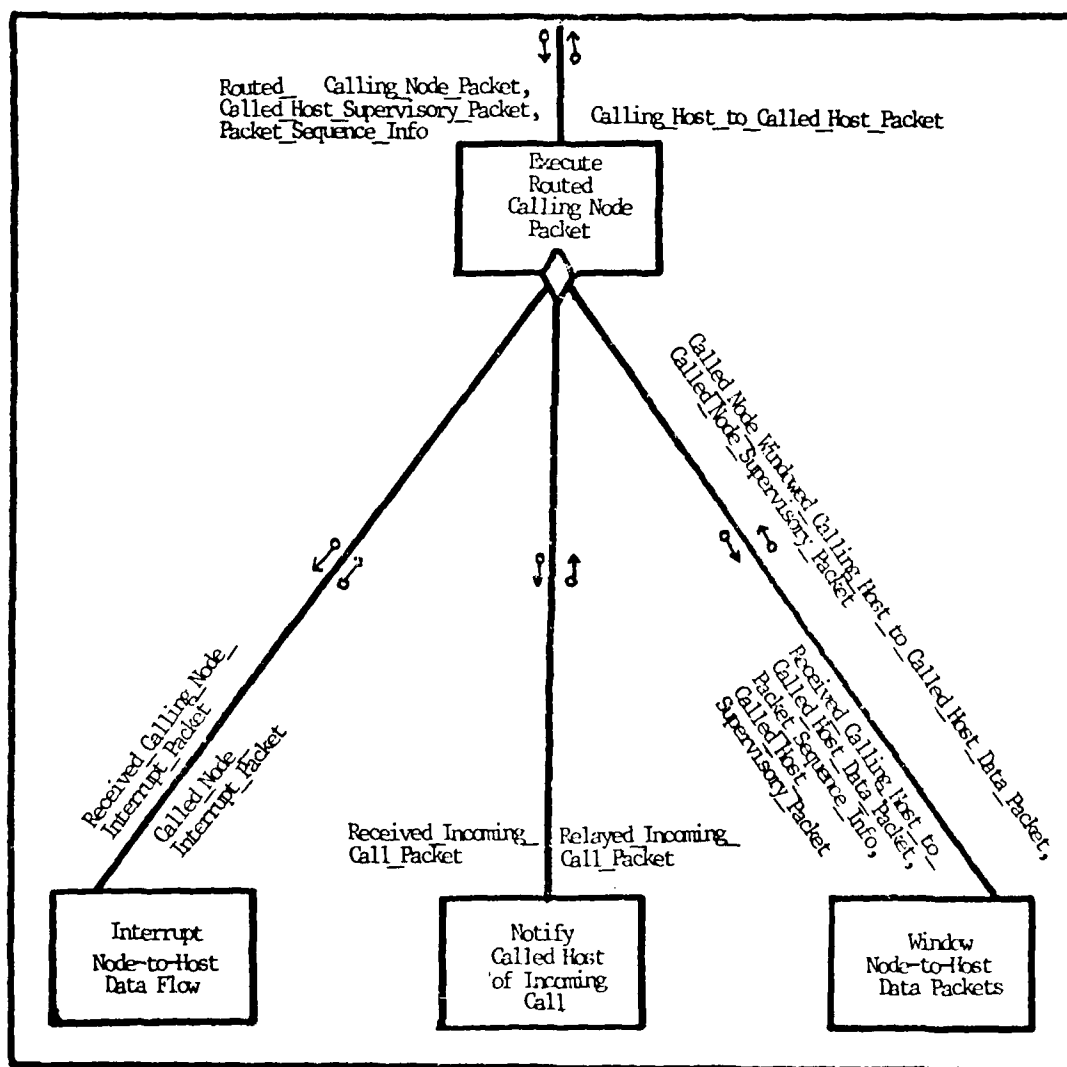 Routed_ Calling_Node_Packet,
Called_Host_Supervisory_Packet,
Packet_Sequence_Info
Calling_Host_to_Called_Host_Packet
Execute
Routed
Calling Node
Packet
Called_Node_Windowed_Calling_Host_to_Called_Host_Data_Packet,
Called_Node_Supervisory_Packet
Received_Calling_Node_
Interrupt_Packet
Called_Node_
Interrupt_Packet
Received_Incoming_
Call_Packet
Relayed_Incoming_
Call_Packet
Received_Calling_Host_to_
Called_Host_Data_Packet,
Packet_Sequence_Info,
Called_Host_
Supervisory_Packet
Interrupt
Node-to-Host
Data Flow
Notify
Called Host
of Incoming
Call
Window
Node-to-Host
Data Packets